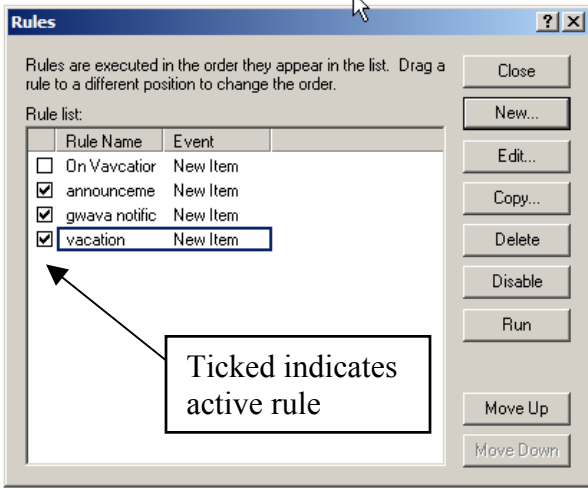 Rules
Rules are executed in the order they appear in the list. Drag a
rule to a different position to change the order.
Rule list:
Rule Name Event
On Vavcatior New Item
announceme New Item
gwava notific New Item
vacation New Item
Ticked indicates
active rule
Close
New...
Edit...
Copy...
Delete
Disable
Run
Move Up
Move Down